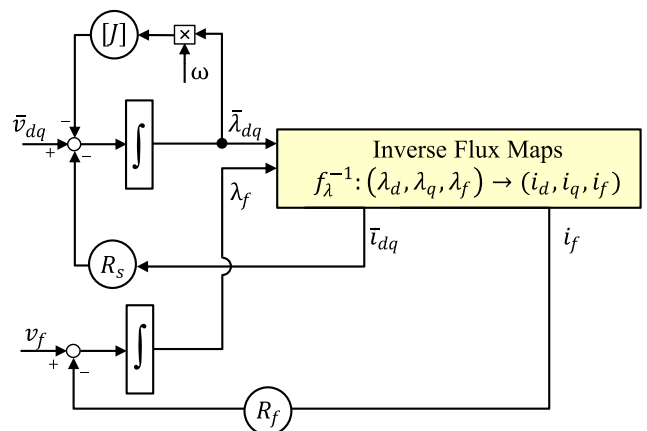 [J]
×
ω
−
v̄dq
+
−
∫
λ̄dq
Inverse Flux Maps
fλ⁻¹: (λd, λq, λf) → (id, iq, if)
λf
īdq
if
Rs
vf
+
−
∫
Rf